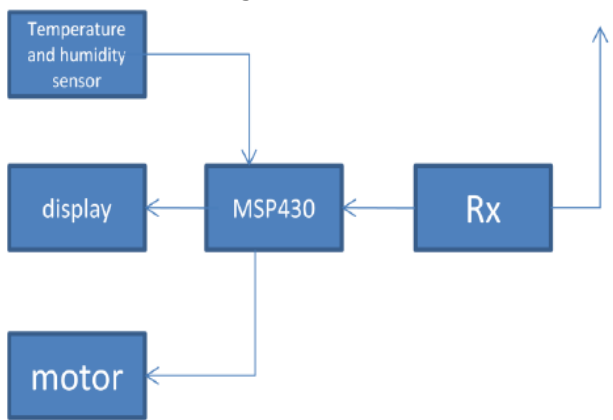 Temperature
and humidity
sensor
display
MSP430
Rx
motor